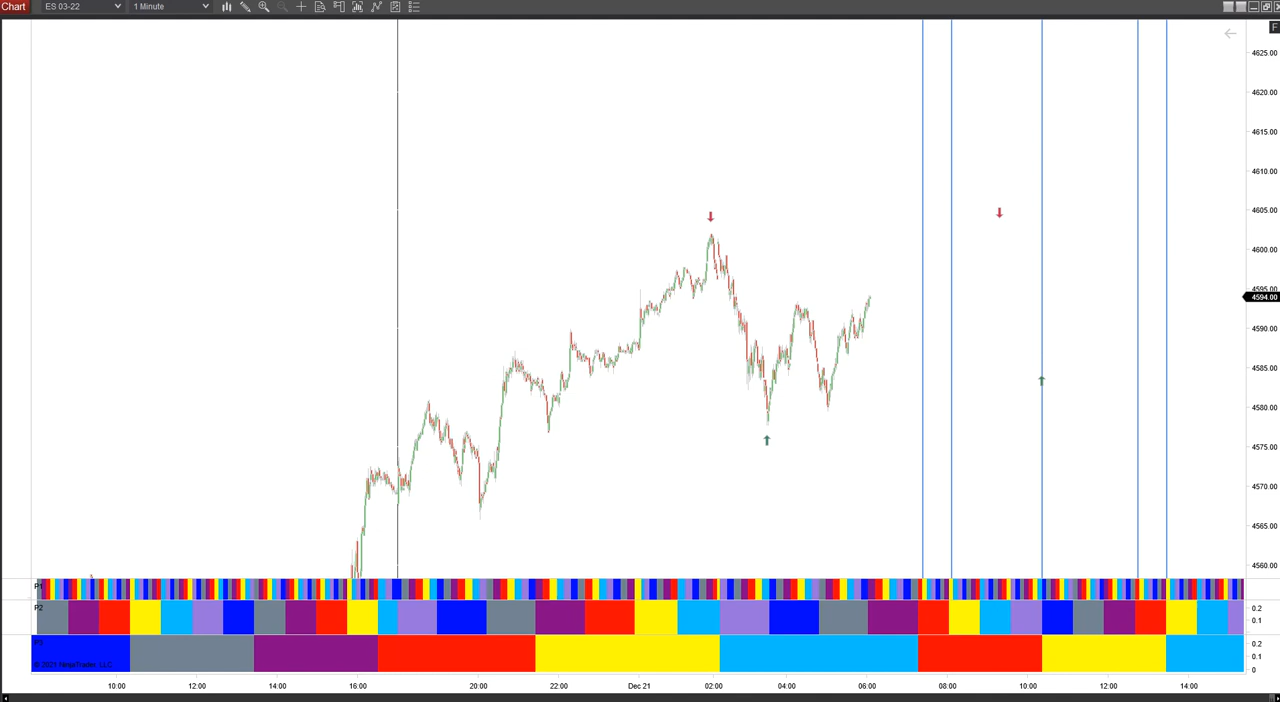 Chart ES 03-22 1 Minute
F
4625.00
4620.00
4615.00
4610.00
4605.00
4600.00
4595.00
4594.00
4590.00
4585.00
4580.00
4575.00
4570.00
4565.00
4560.00
P1
P2
0.2
0.1
P3
0.2
0.1
0
© 2021 NinjaTrader, LLC
10:00 12:00 14:00 16:00 20:00 22:00 Dec 21 02:00 04:00 06:00 08:00 10:00 12:00 14:00